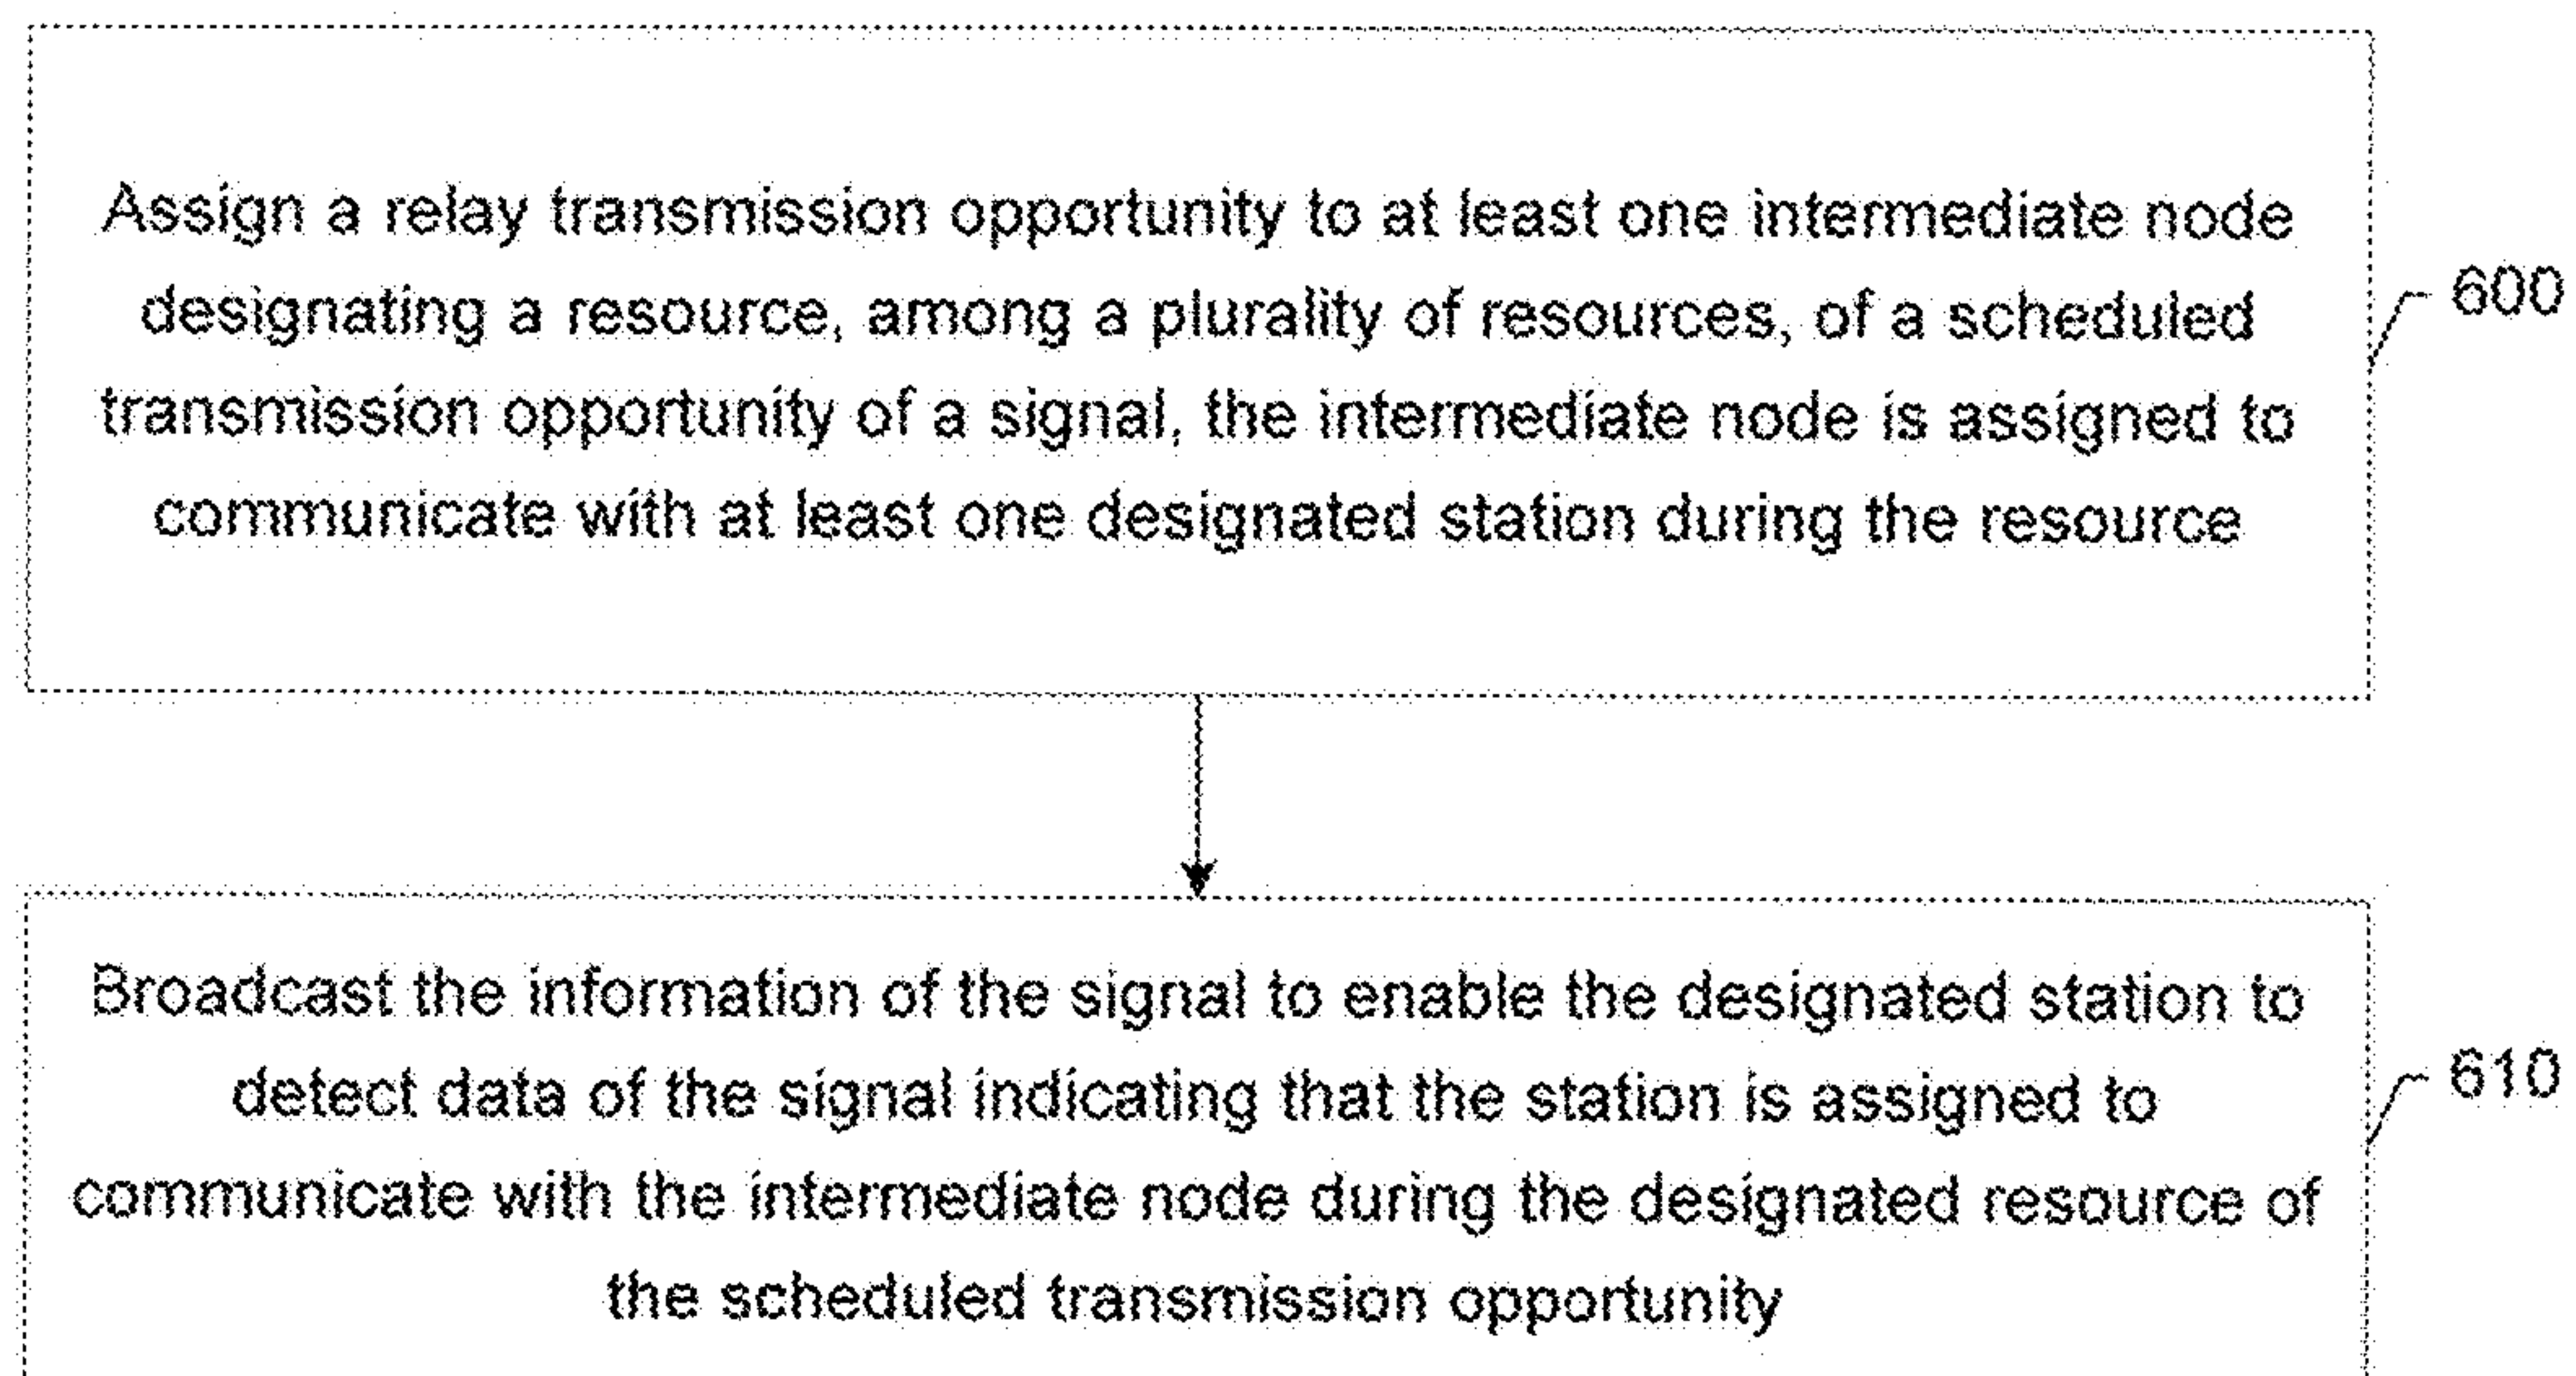 Assign a relay transmission opportunity to at least one intermediate node
designating a resource, among a plurality of resources, of a scheduled
transmission opportunity of a signal, the intermediate node is assigned to
communicate with at least one designated station during the resource
600
Broadcast the information of the signal to enable the designated station to
detect data of the signal indicating that the station is assigned to
communicate with the intermediate node during the designated resource of
the scheduled transmission opportunity
610